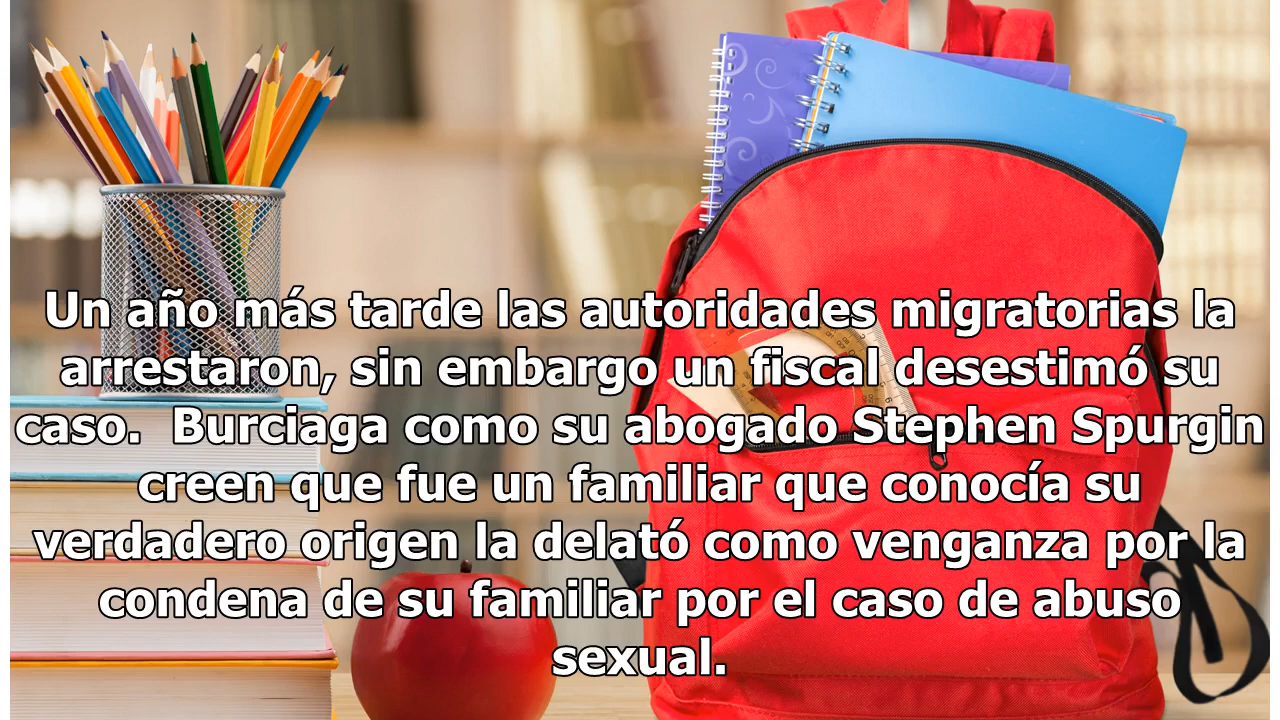 Un año más tarde las autoridades migratorias la
arrestaron, sin embargo un fiscal desestimó su
caso.  Burciaga como su abogado Stephen Spurgin
creen que fue un familiar que conocía su
verdadero origen la delató como venganza por la
condena de su familiar por el caso de abuso
sexual.